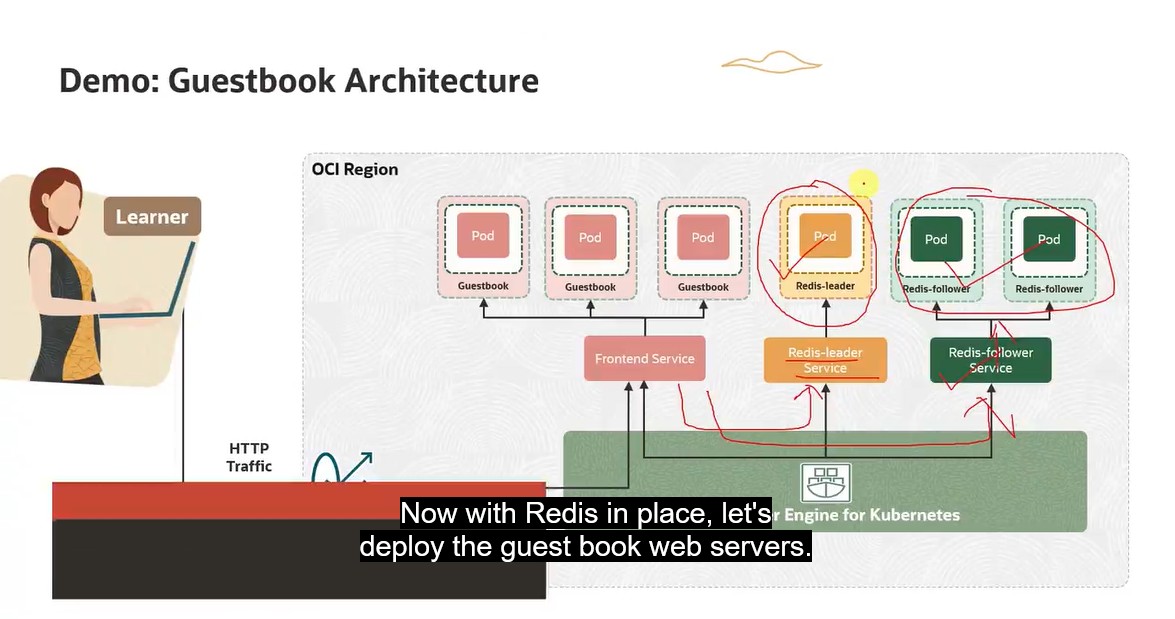 Demo: Guestbook Architecture
OCI Region
Learner
Pod
Pod
Pod
Pod
Pod
Pod
Guestbook
Guestbook
Guestbook
Redis-leader
Redis-follower
Redis-follower
Frontend Service
Redis-leader
Service
Redis-follower
Service
HTTP
Traffic
Engine for Kubernetes
Now with Redis in place, let's
deploy the guest book web servers.